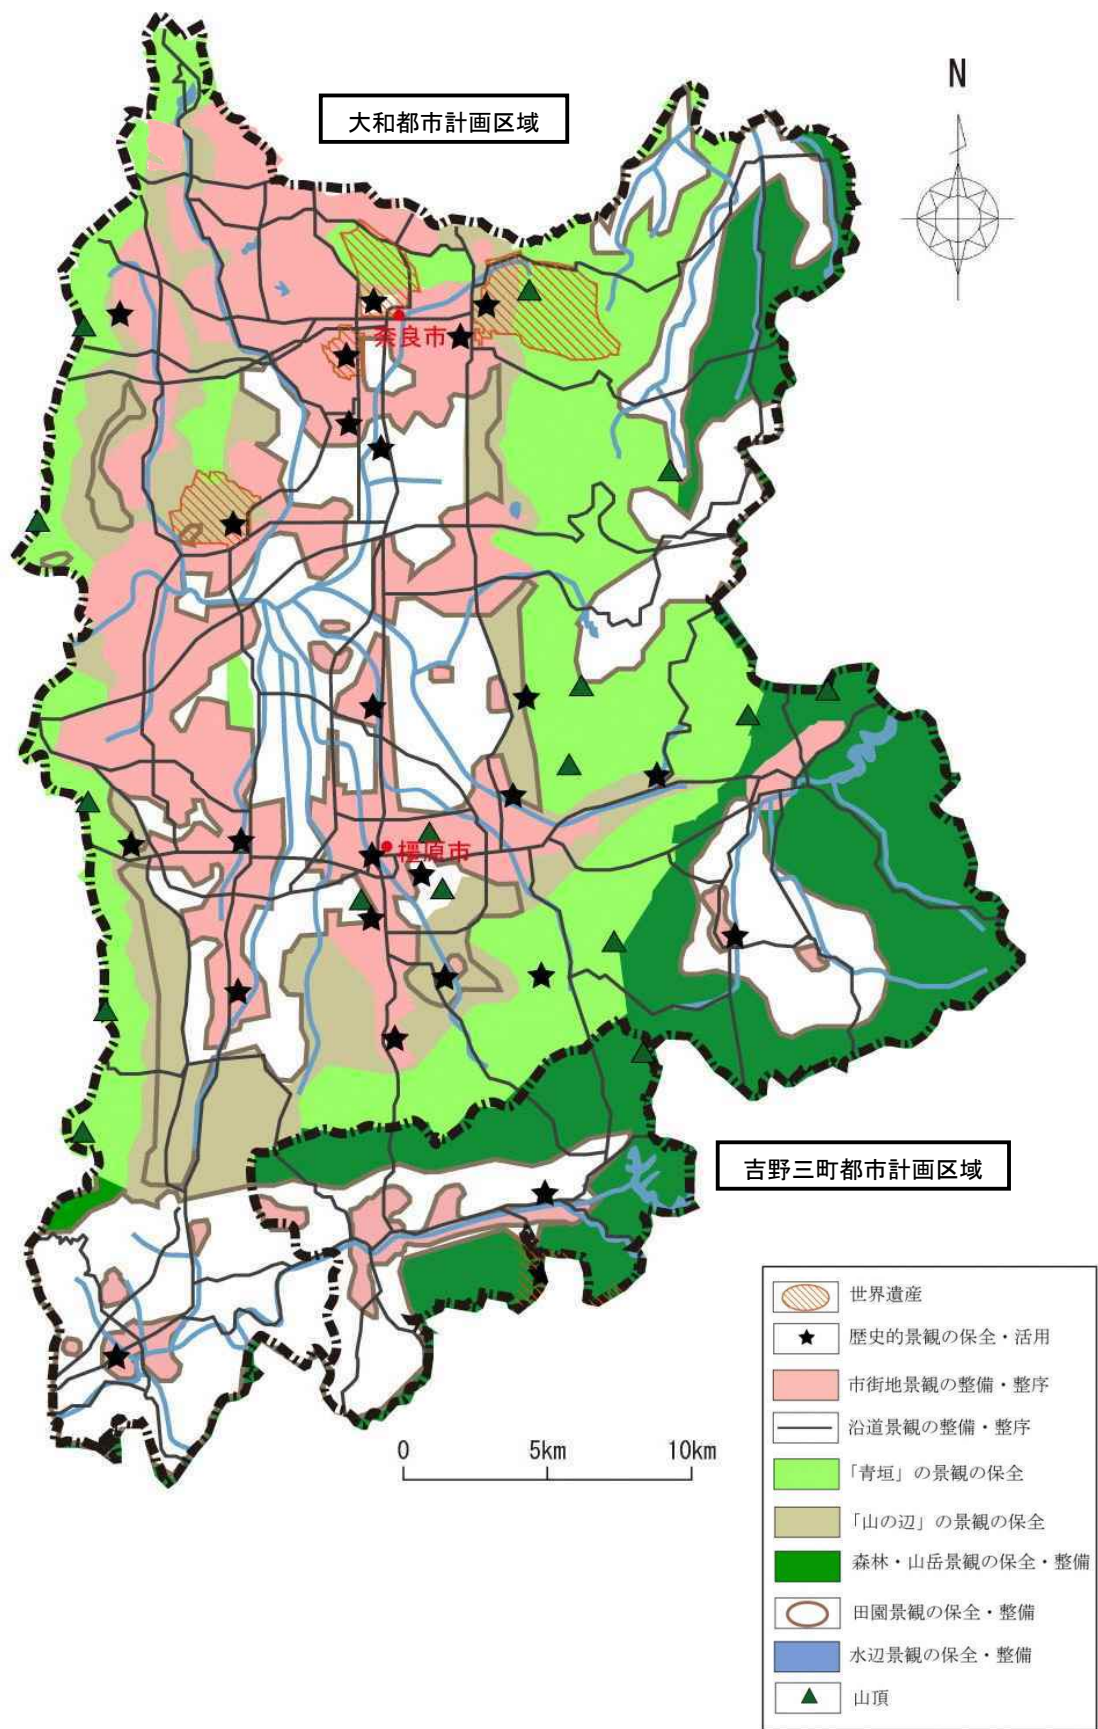 N
大和都市計画区域
奈良市
橿原市
吉野三町都市計画区域
0 5km 10km
世界遺産
歴史的景観の保全・活用
市街地景観の整備・整序
沿道景観の整備・整序
「青垣」の景観の保全
「山の辺」の景観の保全
森林・山岳景観の保全・整備
田園景観の保全・整備
水辺景観の保全・整備
山頂